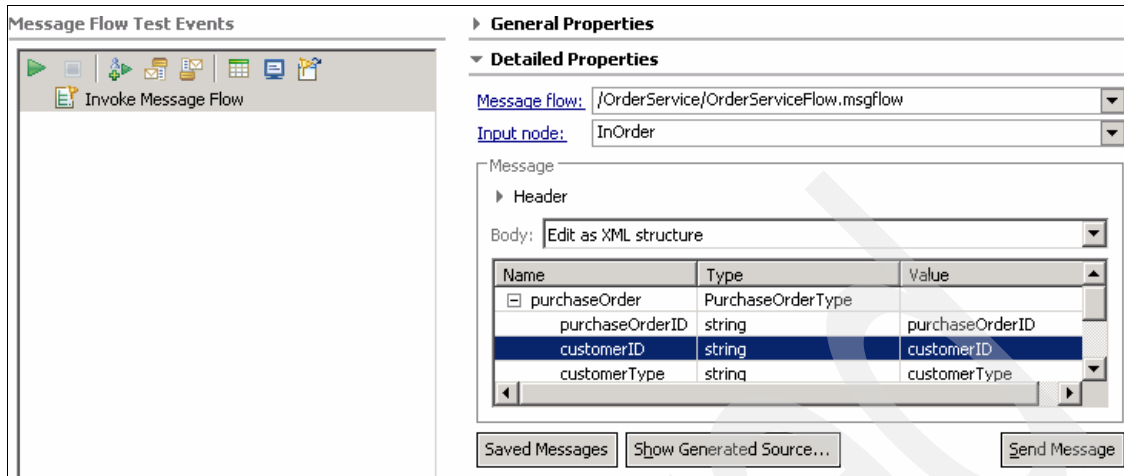 Message Flow Test Events
Invoke Message Flow
General Properties
Detailed Properties
Message flow: /OrderService/OrderServiceFlow.msgflow
Input node: InOrder
Message
Header
Body: Edit as XML structure
Name Type Value
purchaseOrder PurchaseOrderType
purchaseOrderID string purchaseOrderID
customerID string customerID
customerType string customerType
Saved Messages Show Generated Source... Send Message